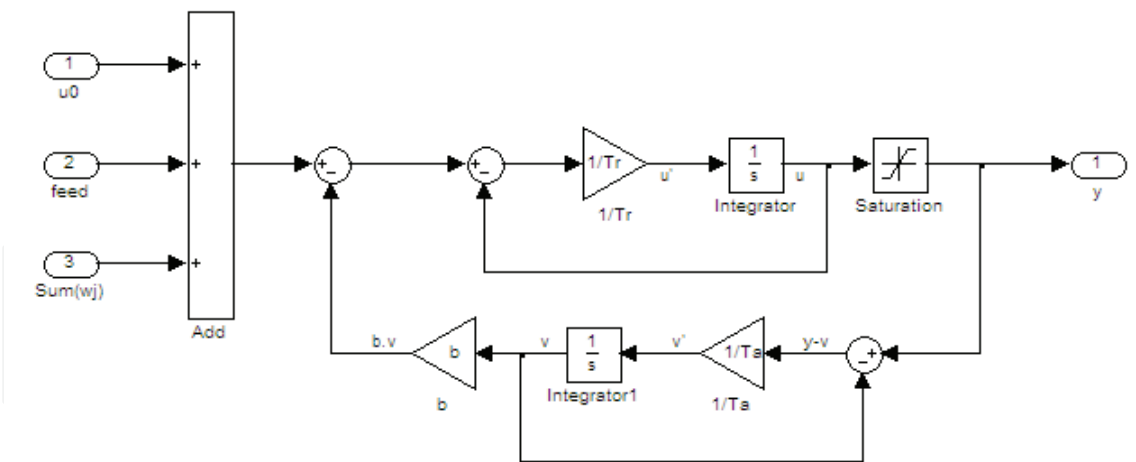 1
u0
2
feed
3
Sum(wj)
+
+
+
Add
+
−
+
−
1/Tr
1/Tr
u'
1
s
Integrator
u
Saturation
1
y
b.v
b
b
v
1
s
Integrator1
v'
1/Ta
1/Ta
y-v
−
+